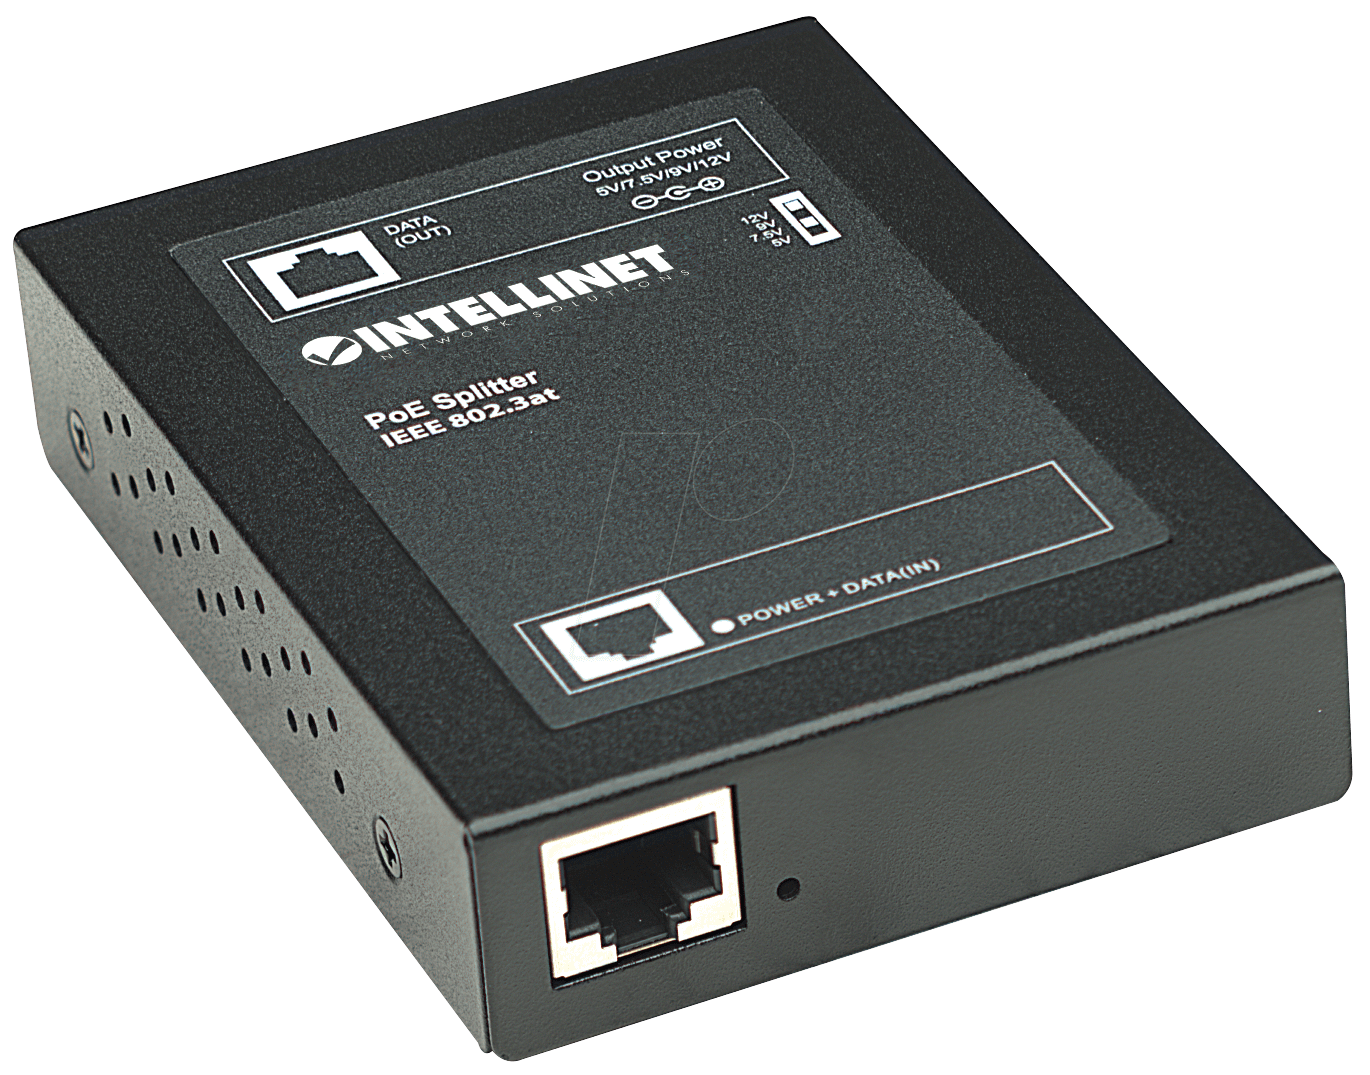 Output Power
5V/7.5V/9V/12V
DATA
(OUT)
12V
9V
7.5V
5V
INTELLINET
NETWORK SOLUTIONS
PoE Splitter
IEEE 802.3at
POWER + DATA(IN)